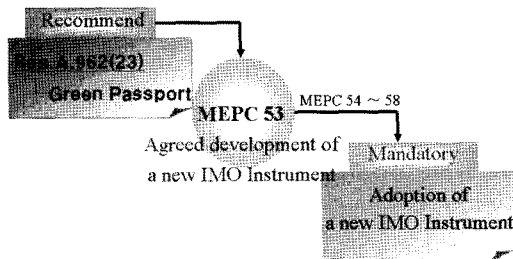 Recommend
Res.A.962(23)
Green Passport
MEPC 53
Agreed development of
a new IMO Instrument
MEPC 54 ~ 58
Mandatory
Adoption of
a new IMO Instrument